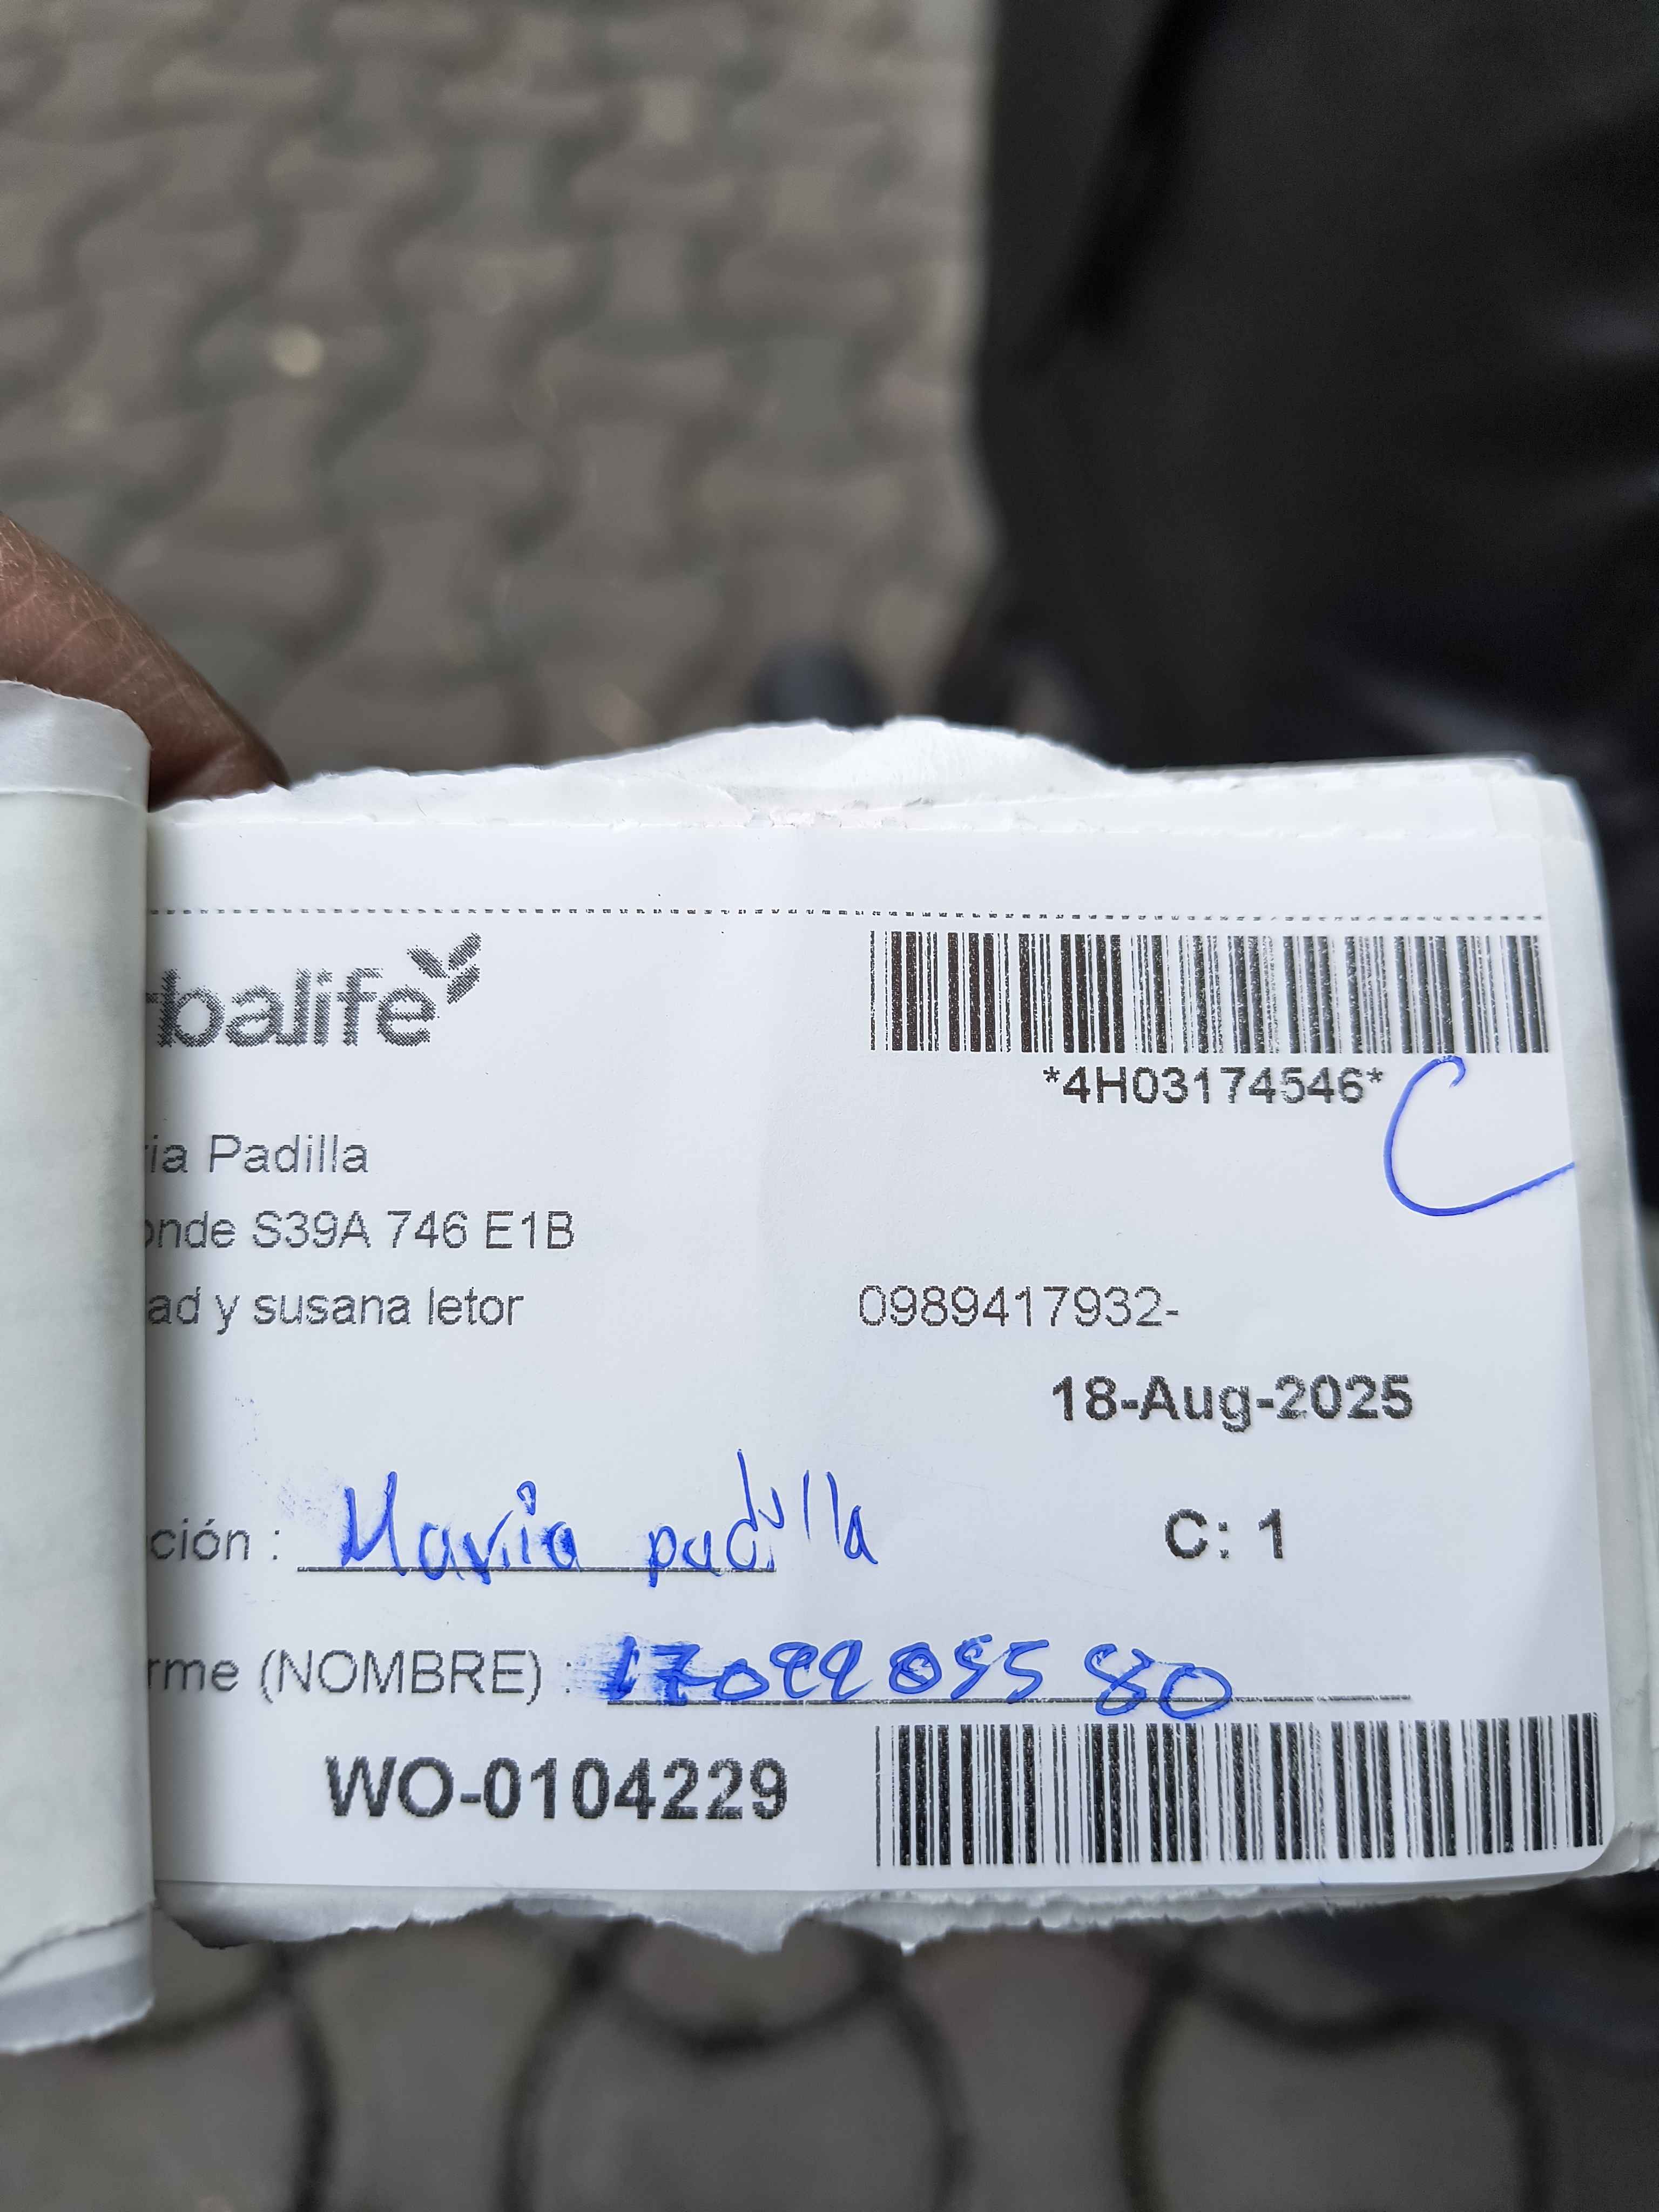 rbalife
*4H03174546*
C
ria Padilla
onde S39A 746 E1B
ad y susana letor
0989417932-
18-Aug-2025
ción : Maria padilla
C: 1
rme (NOMBRE) : 1709905580
WO-0104229